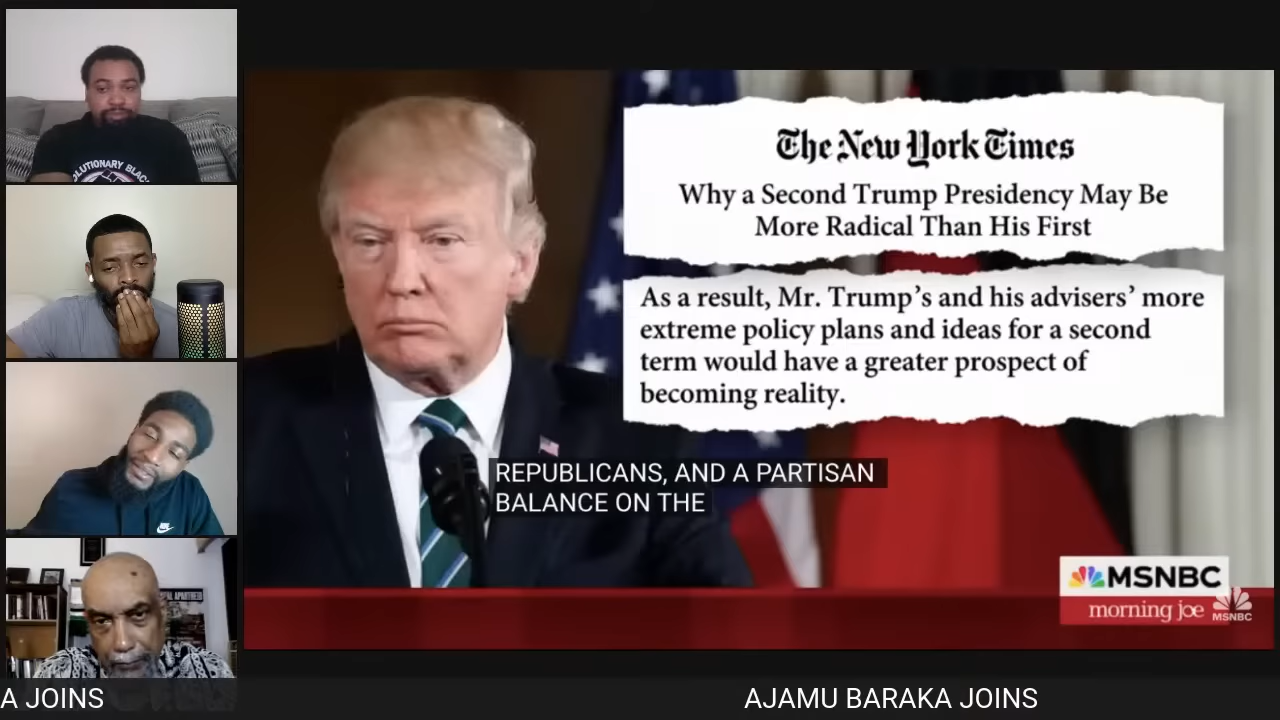 OLUTIONARY BLAC
The New York Times
Why a Second Trump Presidency May Be
More Radical Than His First
As a result, Mr. Trump's and his advisers' more
extreme policy plans and ideas for a second
term would have a greater prospect of
becoming reality.
REPUBLICANS, AND A PARTISAN
BALANCE ON THE
MSNBC
morning joe
MSNBC
A JOINS
AJAMU BARAKA JOINS